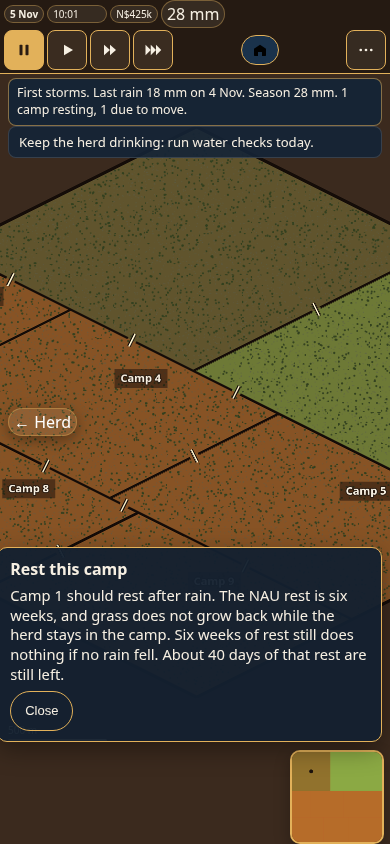 5 Nov 10:01 N$425k 28 mm
First storms. Last rain 18 mm on 4 Nov. Season 28 mm. 1
camp resting, 1 due to move.
Keep the herd drinking: run water checks today.
Camp 4
← Herd
Camp 8
Camp 5
Camp 9
Rest this camp
Camp 1 should rest after rain. The NAU rest is six
weeks, and grass does not grow back while the
herd stays in the camp. Six weeks of rest still does
nothing if no rain fell. About 40 days of that rest are
still left.
Close